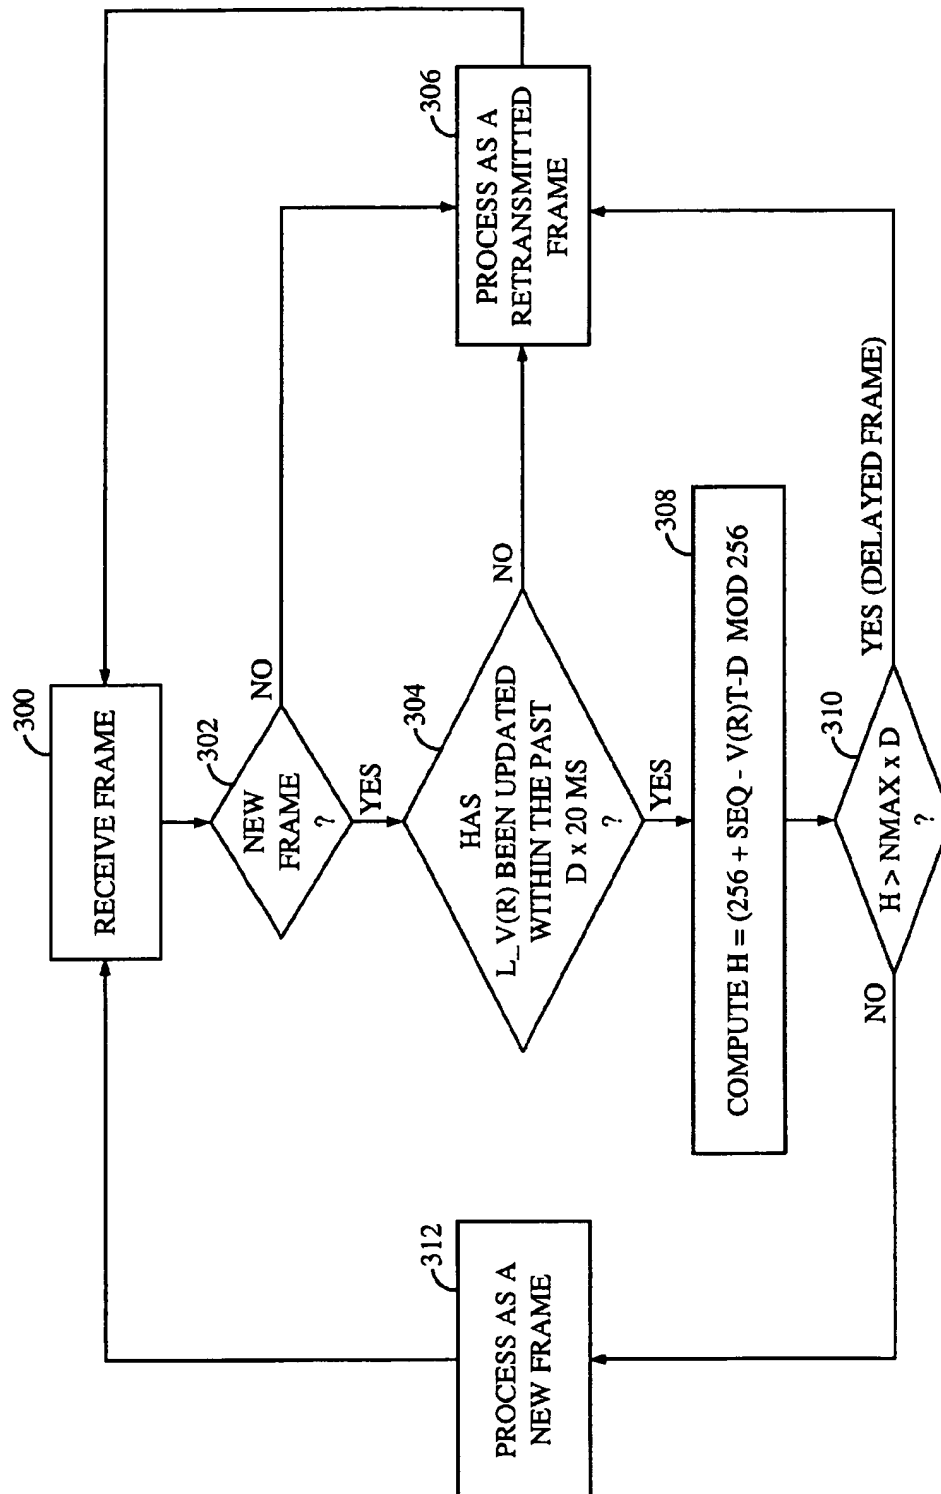 300
RECEIVE FRAME
302
NEW
FRAME
?
NO
YES
304
HAS
L_V(R) BEEN UPDATED
WITHIN THE PAST
D x 20 MS
?
NO
YES
306
PROCESS AS A
RETRANSMITTED
FRAME
308
COMPUTE H = (256 + SEQ - V(R)T-D MOD 256
310
H > NMAX x D
?
YES (DELAYED FRAME)
NO
312
PROCESS AS A
NEW FRAME